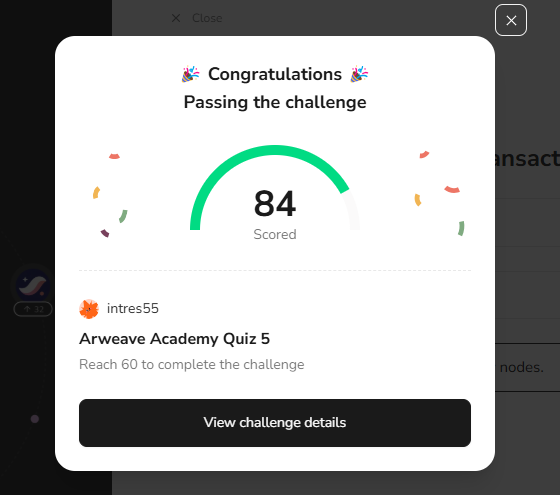 Close
Congratulations
Passing the challenge
ansact
84
Scored
32
intres55
Arweave Academy Quiz 5
Reach 60 to complete the challenge
nodes.
View challenge details